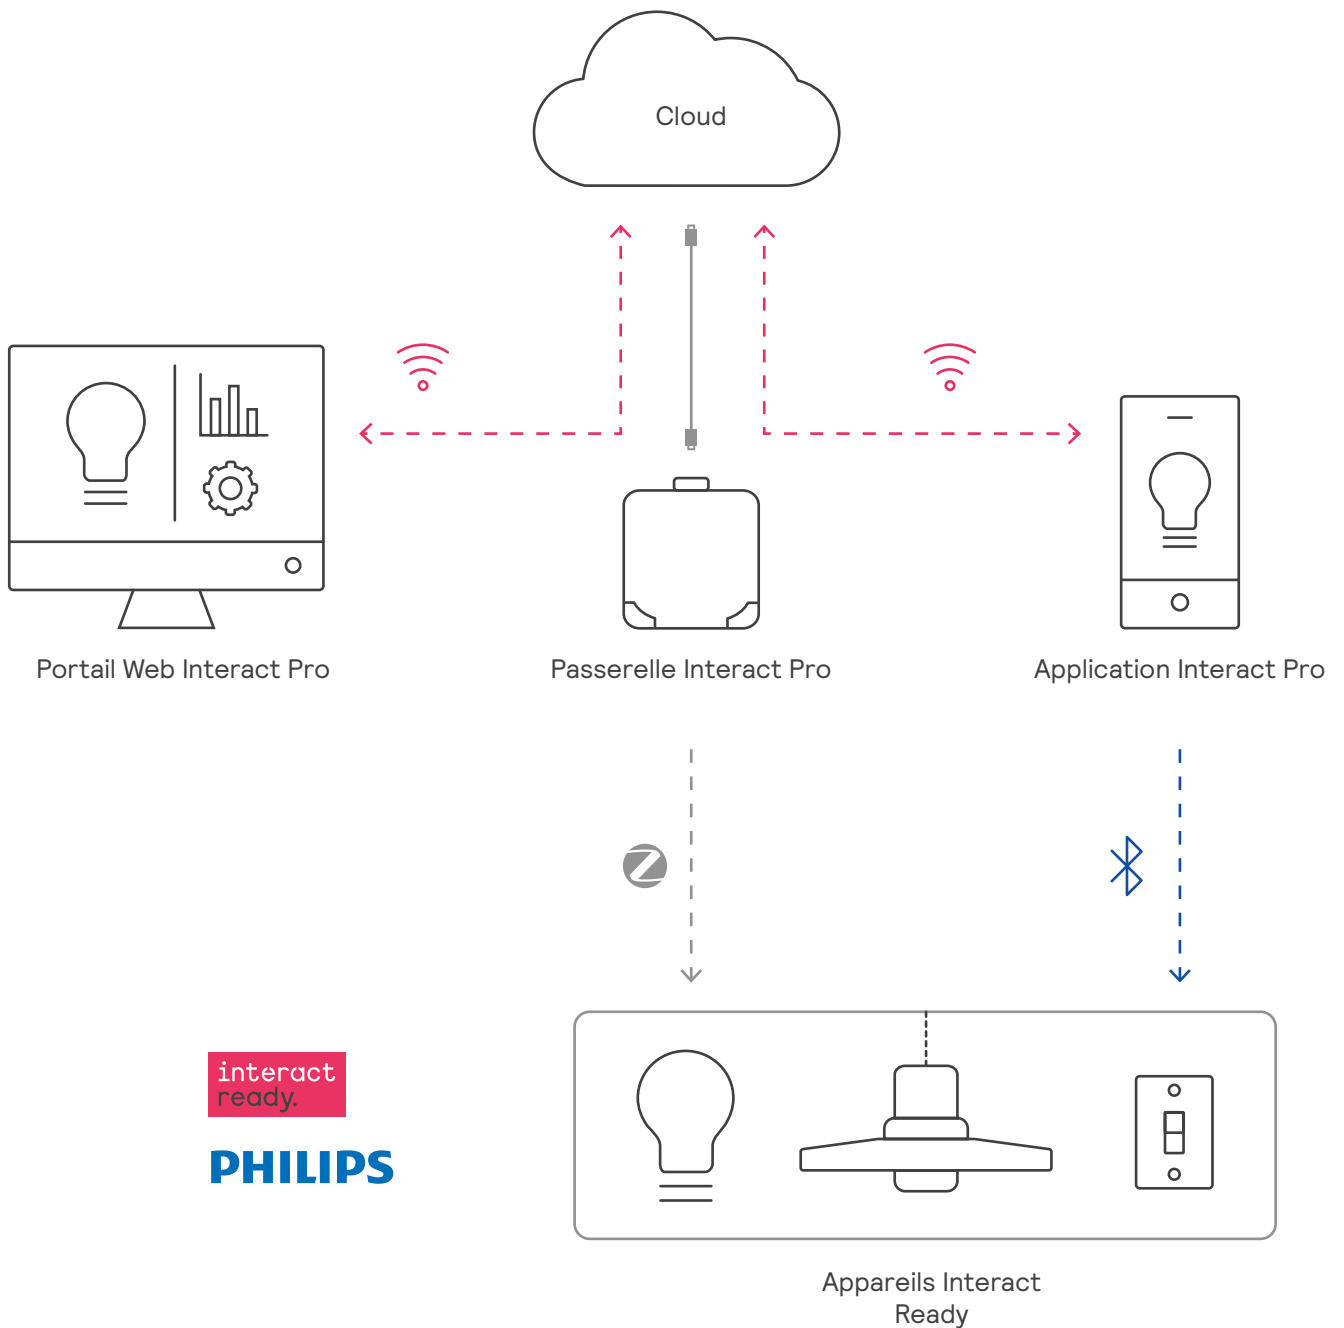 Cloud
Portail Web Interact Pro
Passerelle Interact Pro
Application Interact Pro
interact
ready.
PHILIPS
Appareils Interact
Ready